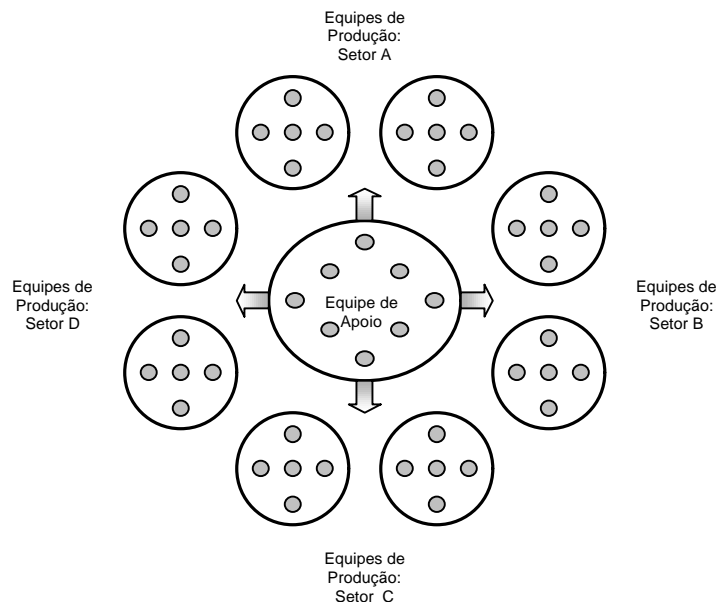 Equipes de
Produção:
Setor A
Equipes de
Produção:
Setor D
Equipe de
Apoio
Equipes de
Produção:
Setor B
Equipes de
Produção:
Setor C